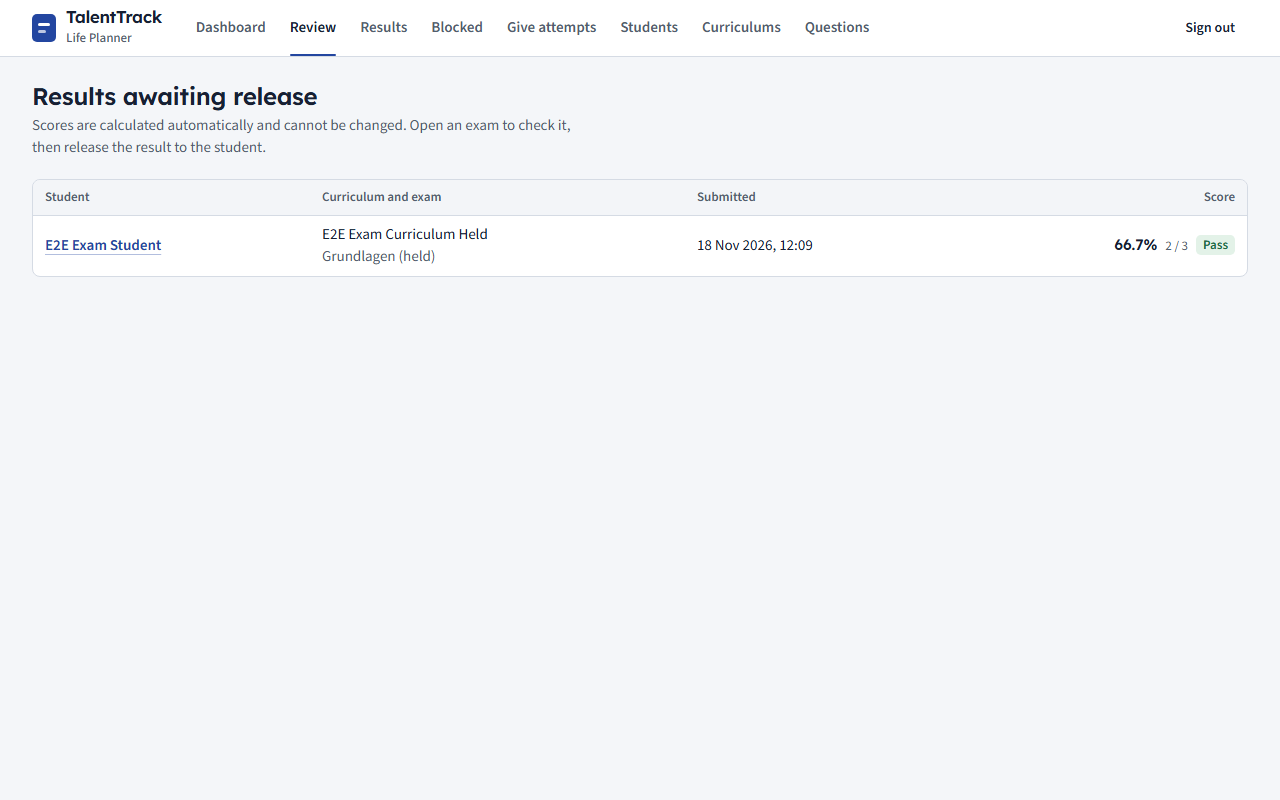 TalentTrack
Life Planner
Dashboard
Review
Results
Blocked
Give attempts
Students
Curriculums
Questions
Sign out
Results awaiting release
Scores are calculated automatically and cannot be changed. Open an exam to check it,
then release the result to the student.
Student
Curriculum and exam
Submitted
Score
E2E Exam Student
E2E Exam Curriculum Held
Grundlagen (held)
18 Nov 2026, 12:09
66.7% 2 / 3 Pass